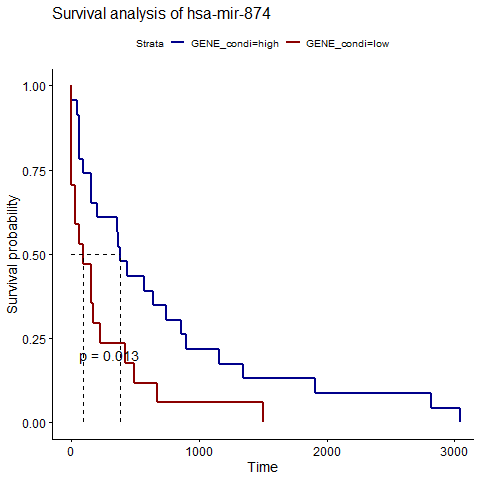 Survival analysis of hsa-mir-874
Strata GENE_condi=high GENE_condi=low
Survival probability
1.00
0.75
0.50
0.25
0.00
p = 0.013
0 1000 2000 3000
Time